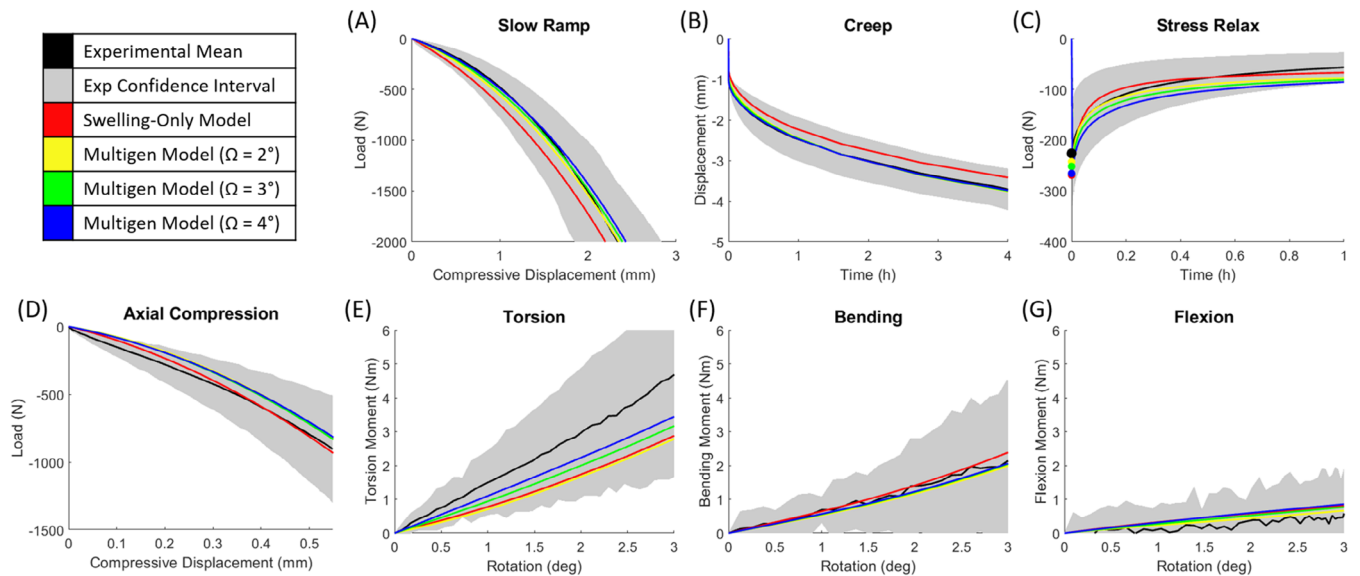 Experimental Mean
Exp Confidence Interval
Swelling-Only Model
Multigen Model (Ω = 2°)
Multigen Model (Ω = 3°)
Multigen Model (Ω = 4°)
(A)
Slow Ramp
0
-500
-1000
-1500
-2000
Load (N)
0 1 2 3
Compressive Displacement (mm)
(B)
Creep
0
-1
-2
-3
-4
-5
Displacement (mm)
0 1 2 3 4
Time (h)
(C)
Stress Relax
0
-100
-200
-300
-400
Load (N)
0 0.2 0.4 0.6 0.8 1
Time (h)
(D)
Axial Compression
0
-500
-1000
-1500
Load (N)
0 0.1 0.2 0.3 0.4 0.5
Compressive Displacement (mm)
(E)
Torsion
6
5
4
3
2
1
0
Torsion Moment (Nm)
0 0.5 1 1.5 2 2.5 3
Rotation (deg)
(F)
Bending
6
5
4
3
2
1
0
Bending Moment (Nm)
0 0.5 1 1.5 2 2.5 3
Rotation (deg)
(G)
Flexion
6
5
4
3
2
1
0
Flexion Moment (Nm)
0 0.5 1 1.5 2 2.5 3
Rotation (deg)